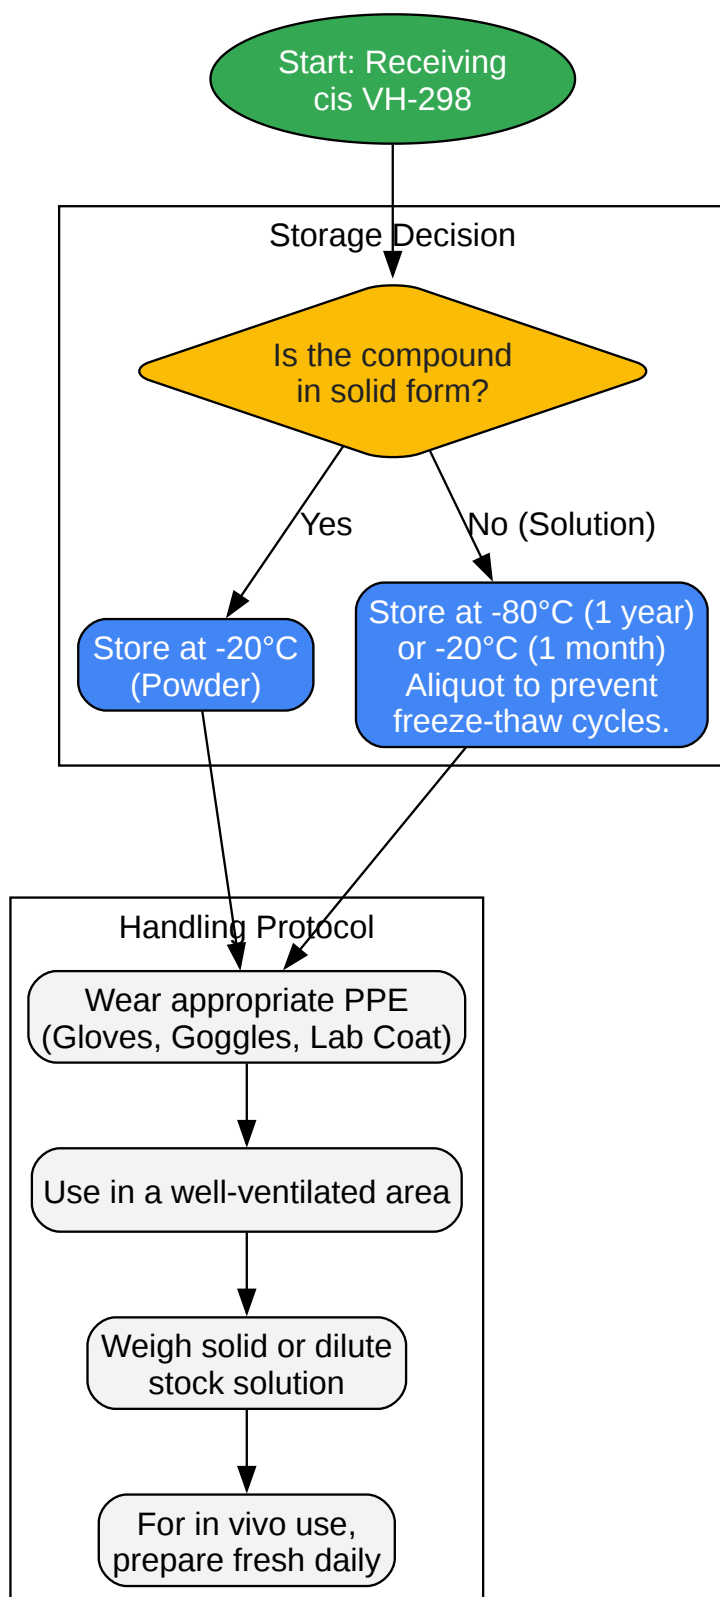 Start: Receiving
cis VH-298
Storage Decision
Is the compound
in solid form?
Yes
No (Solution)
Store at -20°C
(Powder)
Store at -80°C (1 year)
or -20°C (1 month)
Aliquot to prevent
freeze-thaw cycles.
Handling Protocol
Wear appropriate PPE
(Gloves, Goggles, Lab Coat)
Use in a well-ventilated area
Weigh solid or dilute
stock solution
For in vivo use,
prepare fresh daily